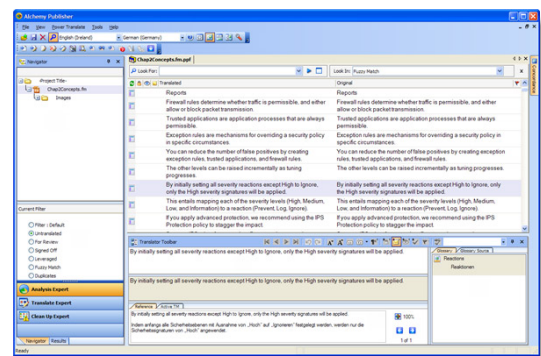 Alchemy Publisher
File View Power Translate Tools Help
English (Ireland) German (Germany)
Navigator
Chap2Concepts.fm.ppf
Look For: Look In: Fuzzy Match
-Project Title-
Chap2Concepts.fm
Images
Translated Original
Reports Reports
Firewall rules determine whether traffic is permissible, and either allow or block packet transmission. Firewall rules determine whether traffic is permissible, and either allow or block packet transmission.
Trusted applications are application processes that are always permissible. Trusted applications are application processes that are always permissible.
Exception rules are mechanisms for overriding a security policy in specific circumstances. Exception rules are mechanisms for overriding a security policy in specific circumstances.
You can reduce the number of false positives by creating exception rules, trusted applications, and firewall rules. You can reduce the number of false positives by creating exception rules, trusted applications, and firewall rules.
The other levels can be raised incrementally as tuning progresses. The other levels can be raised incrementally as tuning progresses.
By initially setting all severity reactions except High to Ignore, only the High severity signatures will be applied. By initially setting all severity reactions except High to Ignore, only the High severity signatures will be applied.
This entails mapping each of the severity levels (High, Medium, Low, and Information) to a reaction (Prevent, Log, Ignore). This entails mapping each of the severity levels (High, Medium, Low, and Information) to a reaction (Prevent, Log, Ignore).
If you apply advanced protection, we recommend using the IPS Protection policy to stagger the impact. If you apply advanced protection, we recommend using the IPS Protection policy to stagger the impact.
Concordance
Current Filter
Filter : Default
Untranslated
For Review
Signed Off
Leveraged
Fuzzy Match
Duplicates
Analysis Expert
Translate Expert
Clean Up Expert
Navigator Results
Ready
Translator Toolbar
By initially setting all severity reactions except High to Ignore, only the High severity signatures will be applied.
By initially setting all severity reactions except High to Ignore, only the High severity signatures will be applied.
Reference Active TM
By initially setting all severity reactions except High to Ignore, only the High severity signatures will be applied.
Indem anfangs alle Sicherheitsebenen mit Ausnahme von „Hoch“ auf „Ignorieren“ festgelegt werden, werden nur die
Sicherheitssignaturen von „Hoch“ angewendet.
100%
1 of 1
Glossary Glossary Source
Reactions
Reaktionen